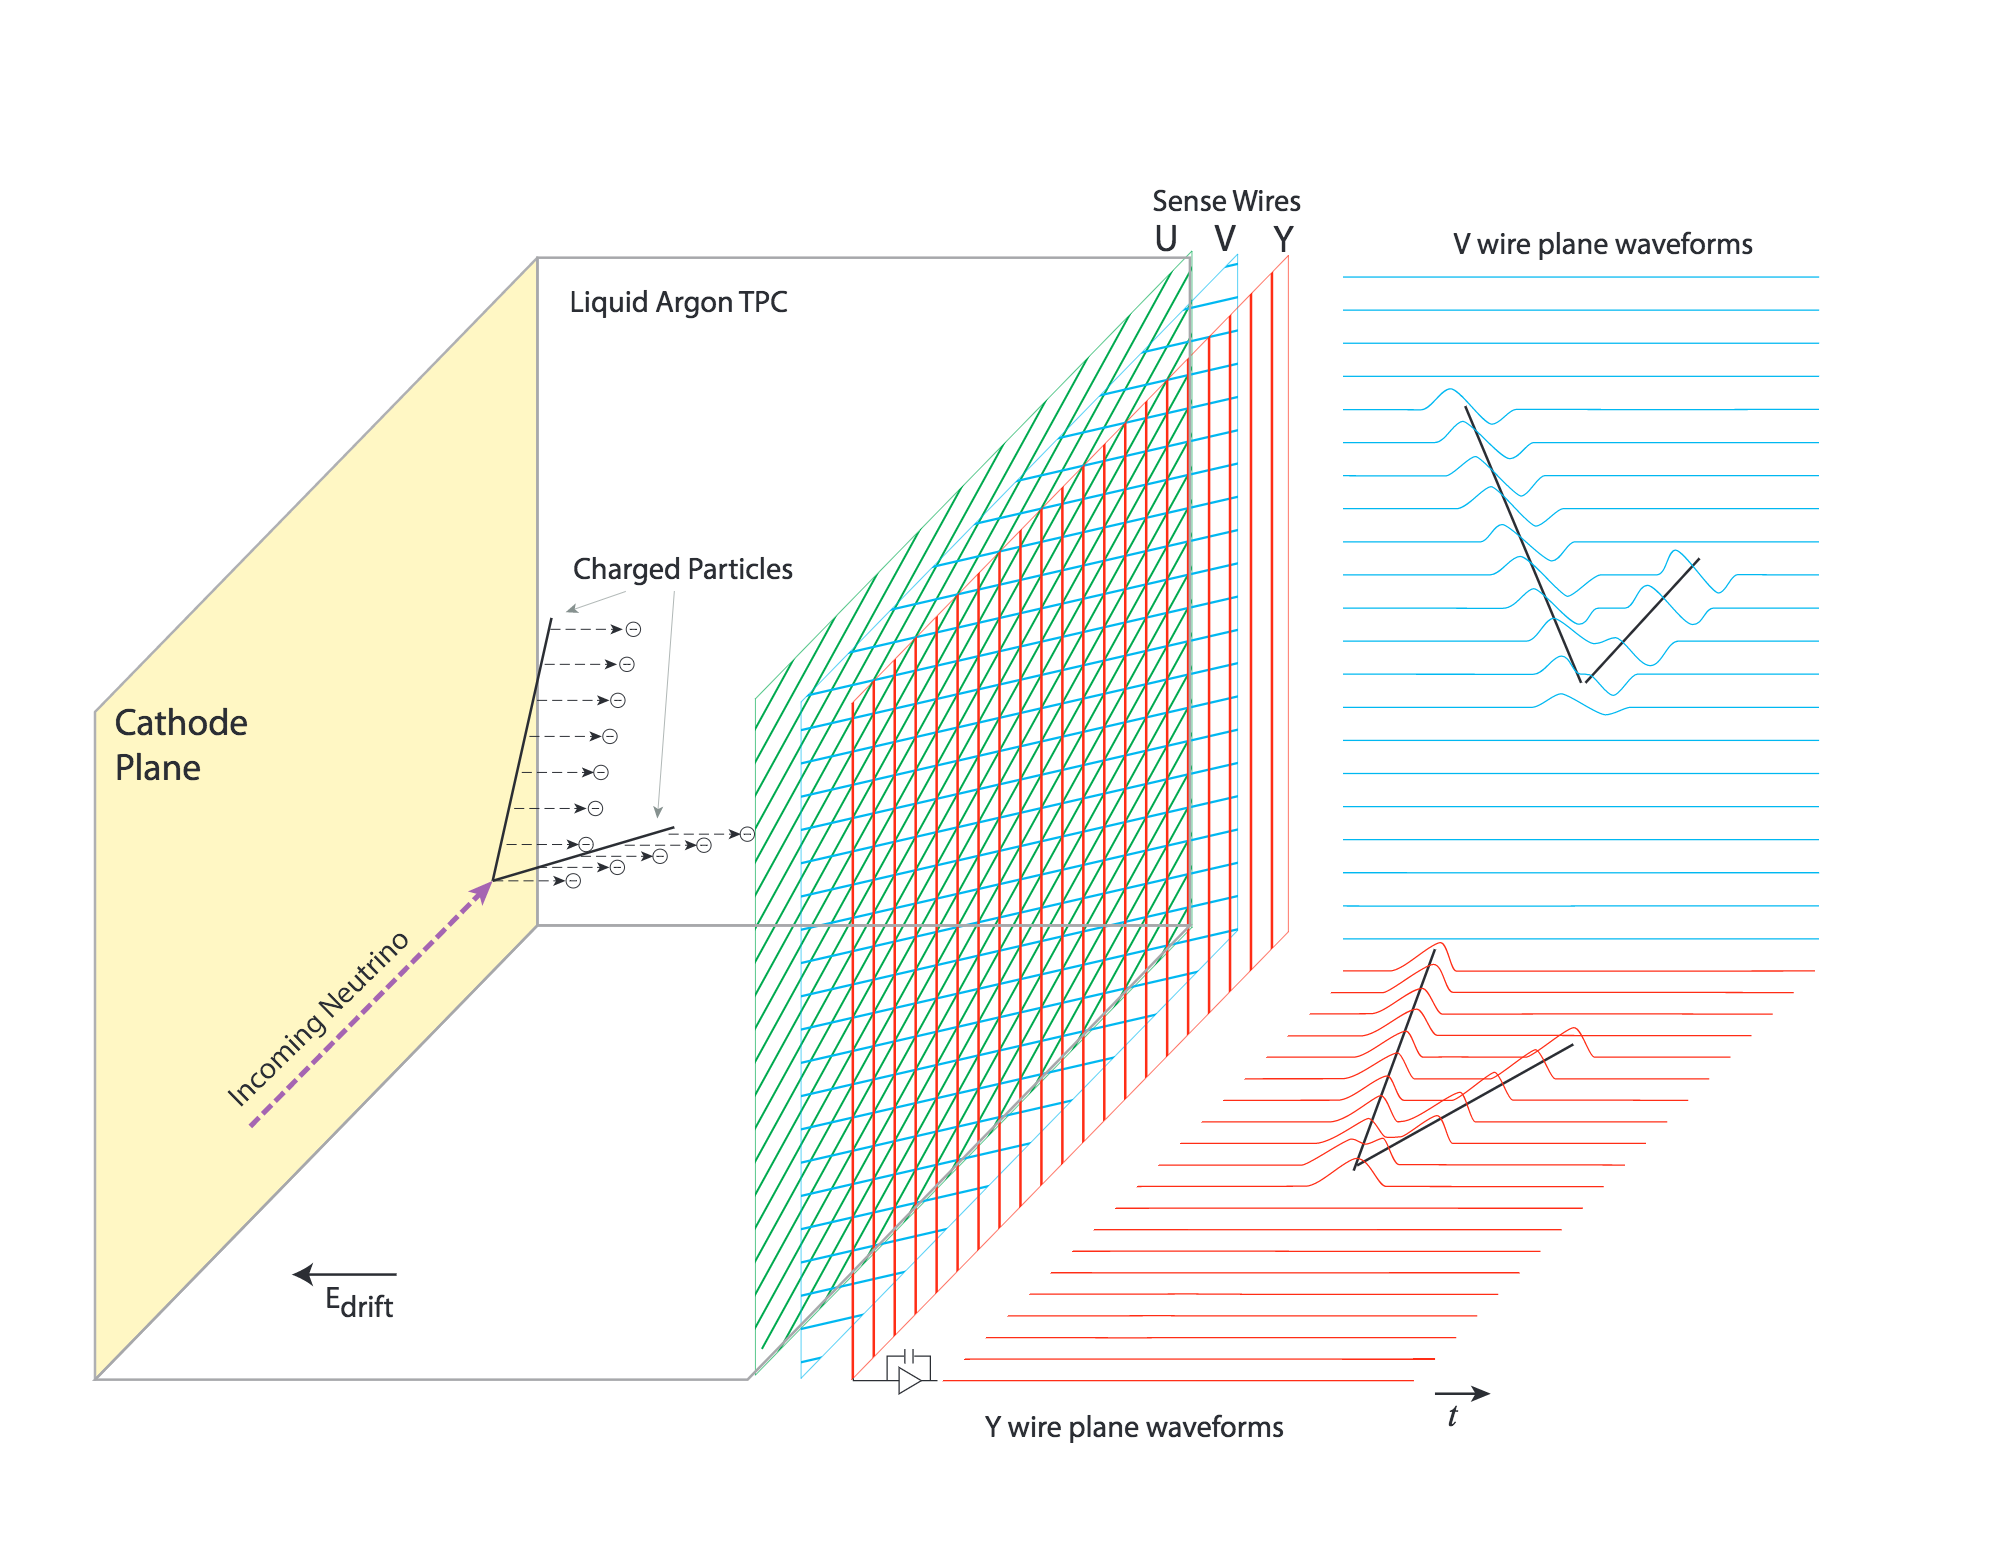 Sense Wires
U V Y
V wire plane waveforms
Liquid Argon TPC
Charged Particles
Cathode
Plane
Incoming Neutrino
Edrift
t
Y wire plane waveforms